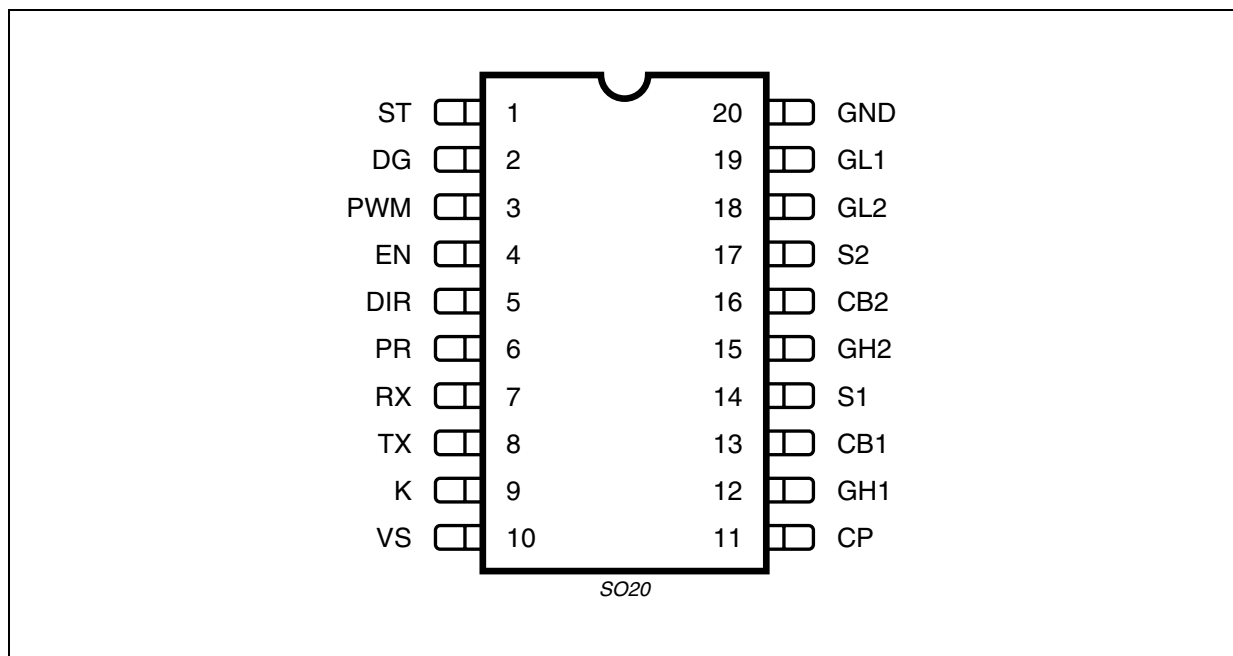 ST 1 20 GND
DG 2 19 GL1
PWM 3 18 GL2
EN 4 17 S2
DIR 5 16 CB2
PR 6 15 GH2
RX 7 14 S1
TX 8 13 CB1
K 9 12 GH1
VS 10 11 CP
SO20